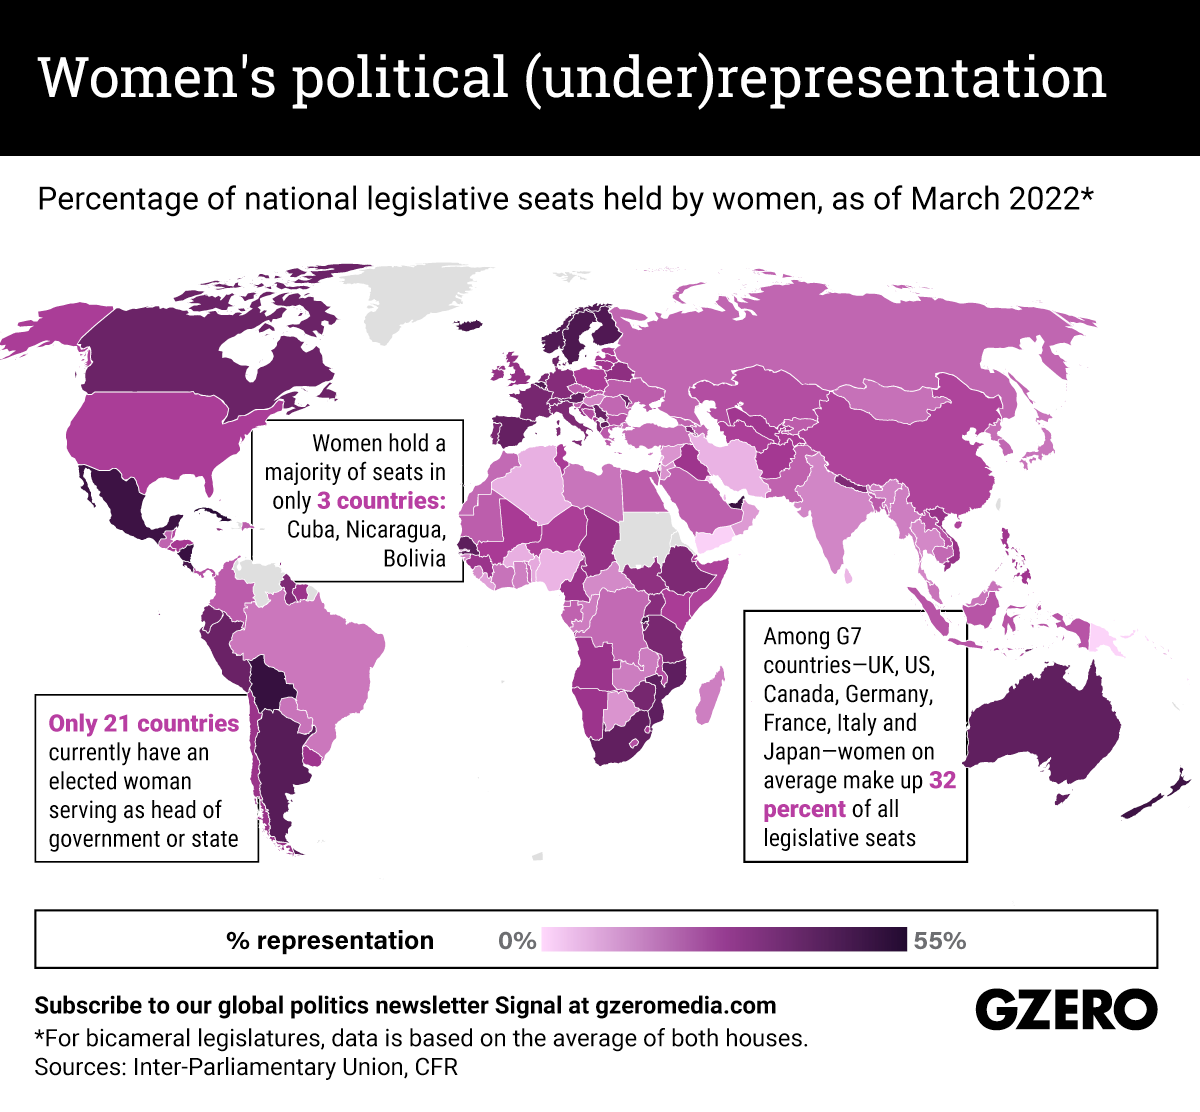 Women's political (under)representation
Percentage of national legislative seats held by women, as of March 2022*
Women hold a
majority of seats in
only 3 countries:
Cuba, Nicaragua,
Bolivia
Among G7
countries—UK, US,
Canada, Germany,
France, Italy and
Japan—women on
average make up 32
percent of all
legislative seats
Only 21 countries
currently have an
elected woman
serving as head of
government or state
% representation
0%
55%
Subscribe to our global politics newsletter Signal at gzeromedia.com
*For bicameral legislatures, data is based on the average of both houses.
Sources: Inter-Parliamentary Union, CFR
GZERO